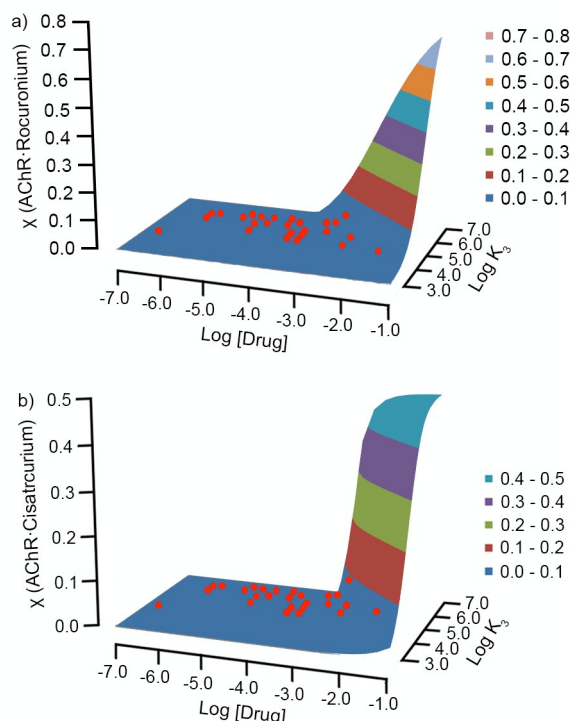 a)
χ (AChR·Rocuronium)
0.8
0.7
0.6
0.5
0.4
0.3
0.2
0.1
0.0
-7.0
-6.0
-5.0
-4.0
-3.0
-2.0
-1.0
Log [Drug]
7.0
6.0
5.0
4.0
3.0
Log K3
0.7 - 0.8
0.6 - 0.7
0.5 - 0.6
0.4 - 0.5
0.3 - 0.4
0.2 - 0.3
0.1 - 0.2
0.0 - 0.1
b)
χ (AChR·Cisatrcurium)
0.5
0.4
0.3
0.2
0.1
0.0
-7.0
-6.0
-5.0
-4.0
-3.0
-2.0
-1.0
Log [Drug]
7.0
6.0
5.0
4.0
3.0
Log K3
0.4 - 0.5
0.3 - 0.4
0.2 - 0.3
0.1 - 0.2
0.0 - 0.1